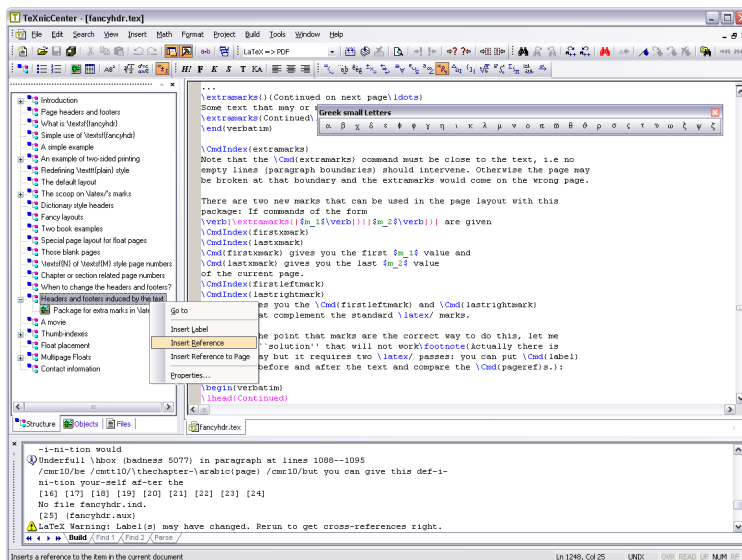 TeXnicCenter - [fancyhdr.tex]
File Edit Search View Insert Math Format Project Build Tools Window Help
LaTeX => PDF
H! F K S T KA
Introduction
Page headers and footers
What is \textsf{fancyhdr}
Simple use of \textsf{fancyhdr}
A simple example
An example of two-sided printing
Redefining \texttt{plain} style
The default layout
The scoop on \latex/'s marks
Dictionary style headers
Fancy layouts
Two book examples
Special page layout for float pages
Those blank pages
\textsf{N} of \textsf{M} style page numbers
Chapter or section related page numbers
When to change the headers and footers?
Headers and footers induced by the text
Package for extra marks in \late
A movie
Thumb-indexes
Float placement
Multipage Floats
Contact information
Go to
Insert Label
Insert Reference
Insert Reference to Page
Properties...
Structure Objects Files
...
\extramarks{}{Continued on next page\ldots}
Some text that may or
\extramarks{Continued\
\end{verbatim}
Greek small Letters
α β χ δ ε ϕ φ γ η ι κ λ μ ν ο π ϖ θ ϑ ρ σ ς τ υ ω ξ ψ ζ
\CmdIndex{extramarks}
Note that the \Cmd{extramarks} command must be close to the text, i.e no
empty lines (paragraph boundaries) should intervene. Otherwise the page may
be broken at that boundary and the extramarks would come on the wrong page.
There are two new marks that can be used in the page layout with this
package: If commands of the form
\verb|\extramarks{|$m_1$\verb|}{|$m_2$\verb|}| are given
\CmdIndex{firstxmark}
\CmdIndex{lastxmark}
\Cmd{firstxmark} gives you the first $m_1$ value and
\Cmd{lastxmark} gives you the last $m_2$ value
of the current page.
\CmdIndex{firstleftmark}
\CmdIndex{lastrightmark}
es you the \Cmd{firstleftmark} and \Cmd{lastrightmark}
at complement the standard \latex/ marks.
he point that marks are the correct way to do this, let me
``solution'' that will not work\footnote{Actually there is
ay but it requires two \latex/ passes: you can put \Cmd{label}
before and after the text and compare the \Cmd{pageref}s.}:
\begin{verbatim}
\lhead{Continued}
fancyhdr.tex
-i-ni-tion would
Underfull \hbox (badness 5077) in paragraph at lines 1088--1095
/cmr10/be /cmtt10/\thechapter-\arabic{page} /cmr10/but you can give this def-i-
ni-tion your-self af-ter the
[16] [17] [18] [19] [20] [21] [22] [23] [24]
No file fancyhdr.ind.
[25] (fancyhdr.aux)
LaTeX Warning: Label(s) may have changed. Rerun to get cross-references right.
Build Find 1 Find 2 Parse
Inserts a reference to the item in the current document
Ln 1248, Col 25 UNIX OVR READ UF NUM RF